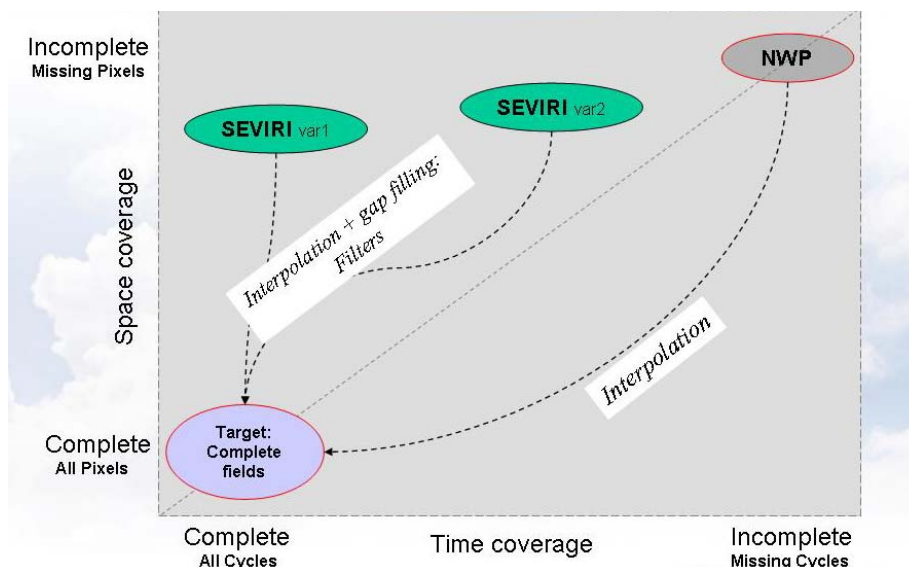 Incomplete
Missing Pixels
NWP
SEVIRI var1
SEVIRI var2
Space coverage
Interpolation + gap filling:
Filters
Interpolation
Complete
All Pixels
Target:
Complete
fields
Complete
All Cycles
Time coverage
Incomplete
Missing Cycles